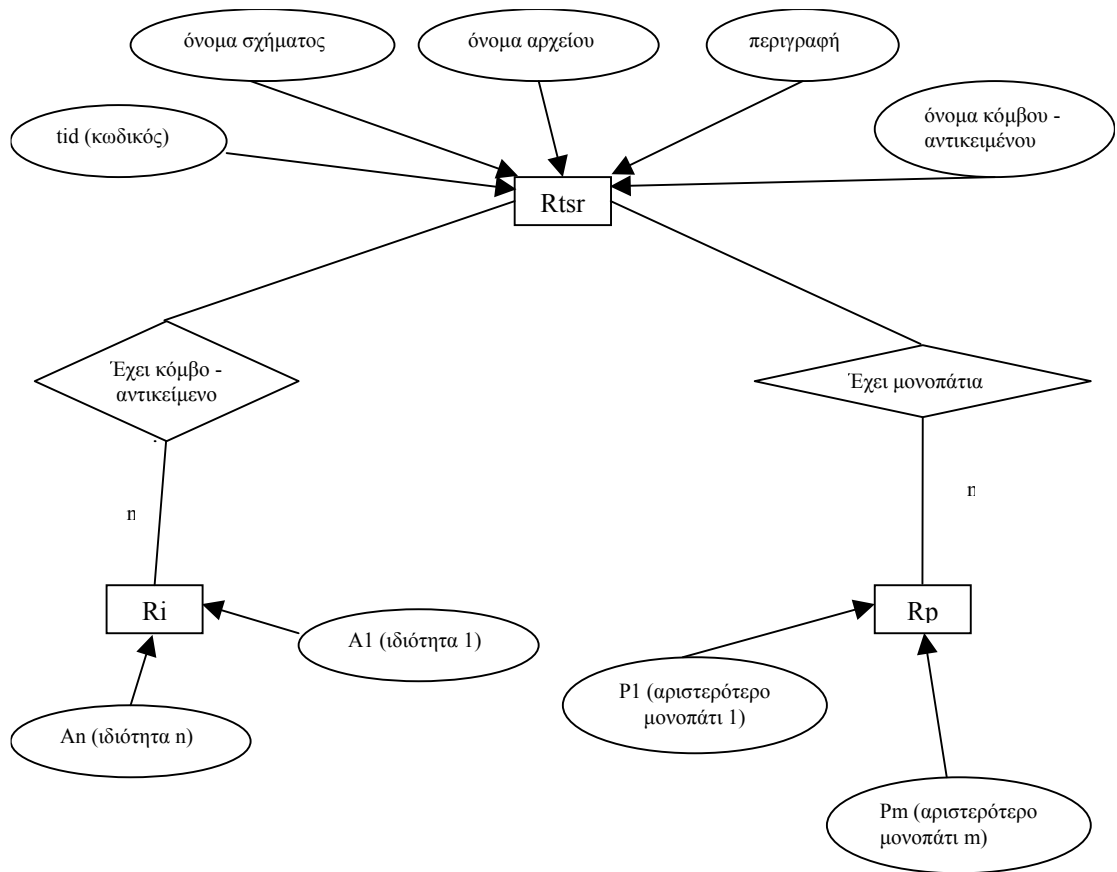 όνομα σχήματος
όνομα αρχείου
περιγραφή
tid (κωδικός)
όνομα κόμβου -
αντικειμένου
Rtsr
Έχει κόμβο -
αντικείμενο
Έχει μονοπάτια
n
n
Ri
Rp
A1 (ιδιότητα 1)
An (ιδιότητα n)
P1 (αριστερότερο
μονοπάτι 1)
Pm (αριστερότερο
μονοπάτι m)